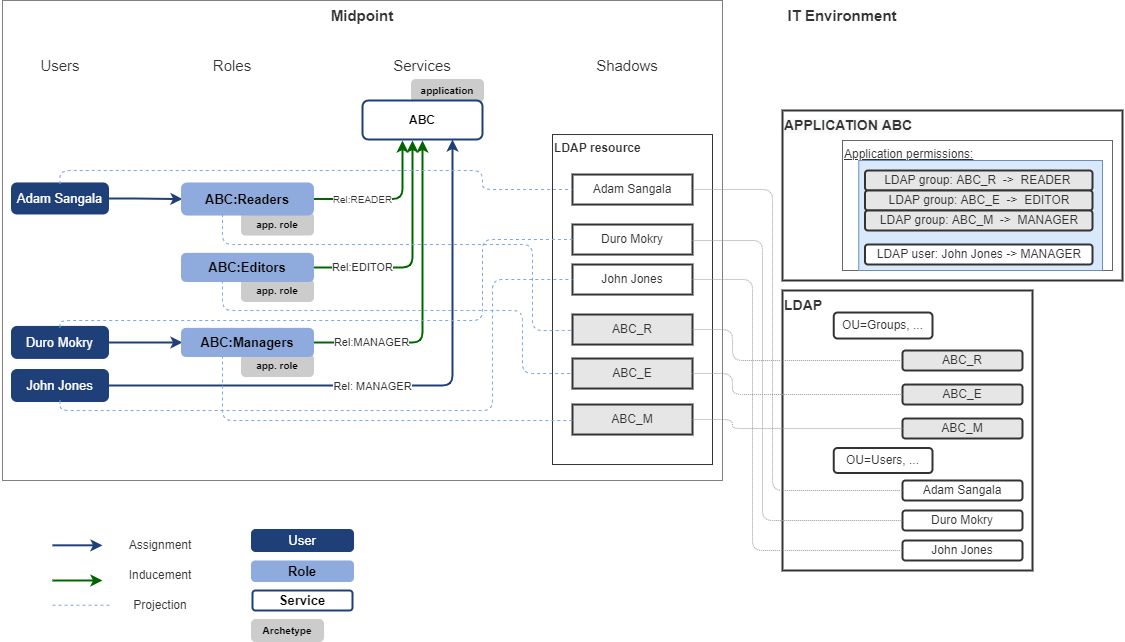 Midpoint
IT Environment
Users
Roles
Services
Shadows
application
ABC
LDAP resource
Adam Sangala
ABC:Readers
app. role
Rel:READER
Adam Sangala
Duro Mokry
ABC:Editors
app. role
Rel:EDITOR
John Jones
ABC_R
Duro Mokry
ABC:Managers
app. role
Rel:MANAGER
ABC_E
John Jones
Rel: MANAGER
ABC_M
APPLICATION ABC
Application permissions:
LDAP group: ABC_R -> READER
LDAP group: ABC_E -> EDITOR
LDAP group: ABC_M -> MANAGER
LDAP user: John Jones -> MANAGER
LDAP
OU=Groups, ...
ABC_R
ABC_E
ABC_M
OU=Users, ...
Adam Sangala
Duro Mokry
John Jones
Assignment
Inducement
Projection
User
Role
Service
Archetype